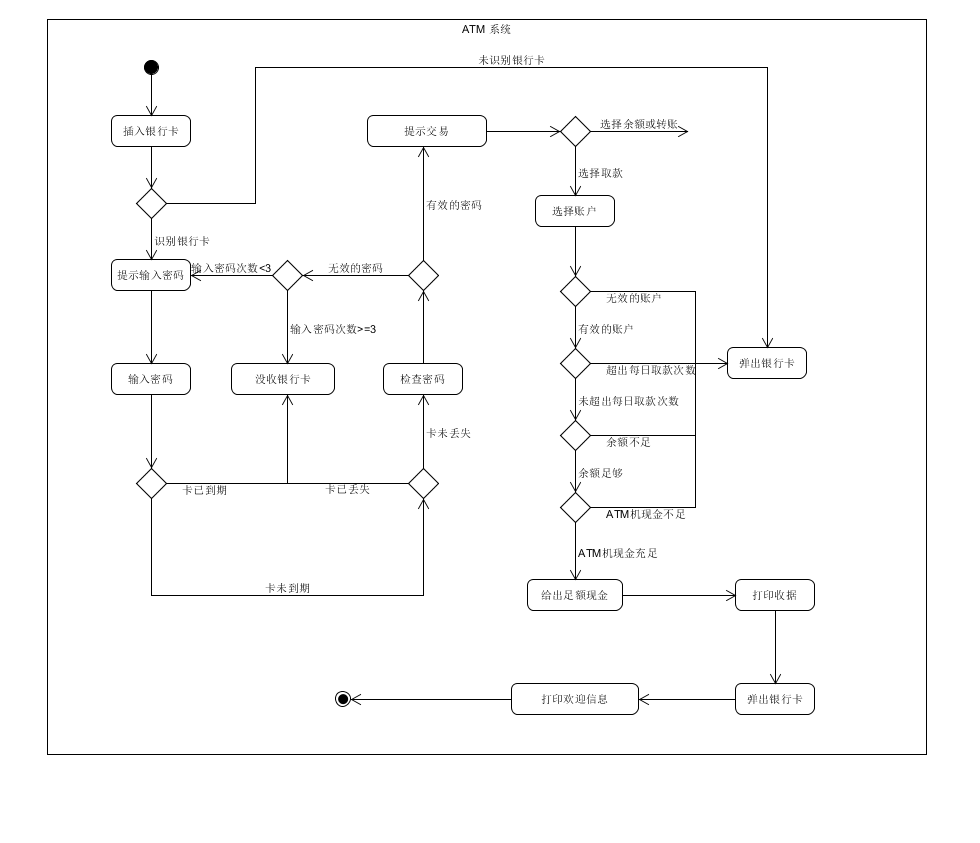 ATM 系统
未识别银行卡
插入银行卡
提示交易
选择余额或转账
选择取款
有效的密码
选择账户
识别银行卡
提示输入密码
输入密码次数<3
无效的密码
无效的账户
输入密码次数>=3
有效的账户
弹出银行卡
超出每日取款次数
输入密码
没收银行卡
检查密码
未超出每日取款次数
卡未丢失
余额不足
余额足够
卡已到期
卡已丢失
ATM机现金不足
ATM机现金充足
卡未到期
给出足额现金
打印收据
打印欢迎信息
弹出银行卡